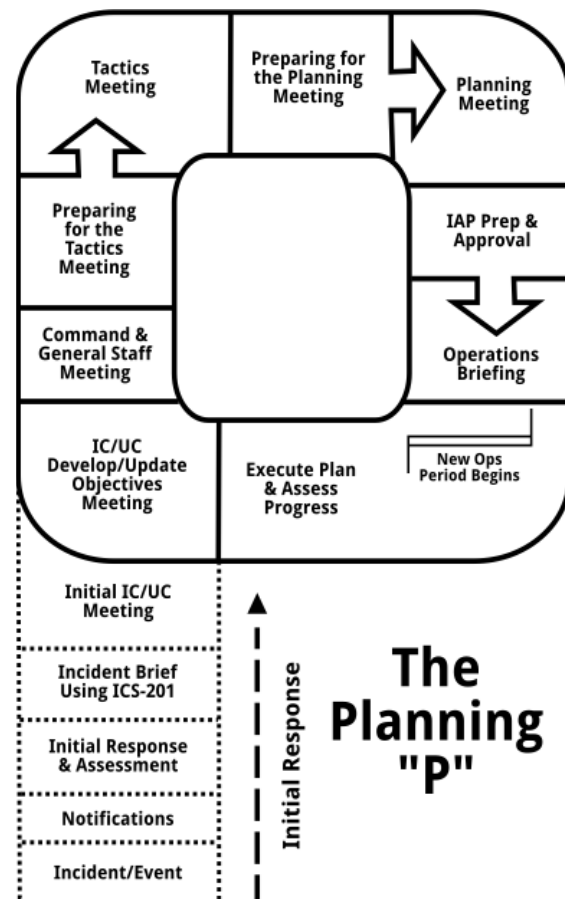 Tactics
Meeting
Preparing for
the Planning
Meeting
Planning
Meeting
Preparing
for the
Tactics
Meeting
IAP Prep &
Approval
Command &
General Staff
Meeting
Operations
Briefing
IC/UC
Develop/Update
Objectives
Meeting
Execute Plan
& Assess
Progress
New Ops
Period Begins
Initial IC/UC
Meeting
Incident Brief
Using ICS-201
Initial Response
& Assessment
Notifications
Incident/Event
Initial Response
The
Planning
"P"